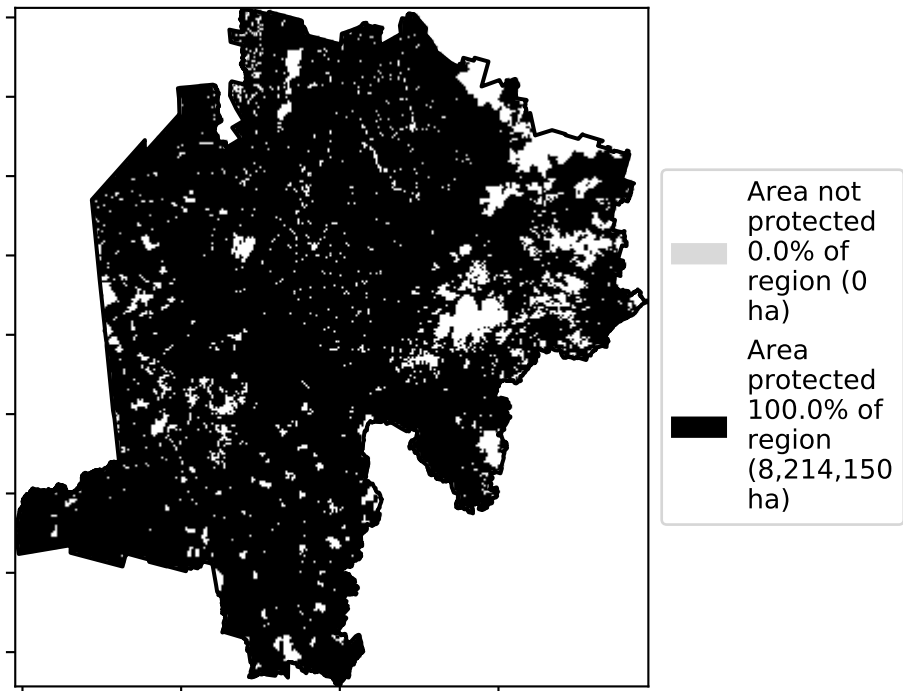 Area not
protected
0.0% of
region (0
ha)
Area
protected
100.0% of
region
(8,214,150
ha)